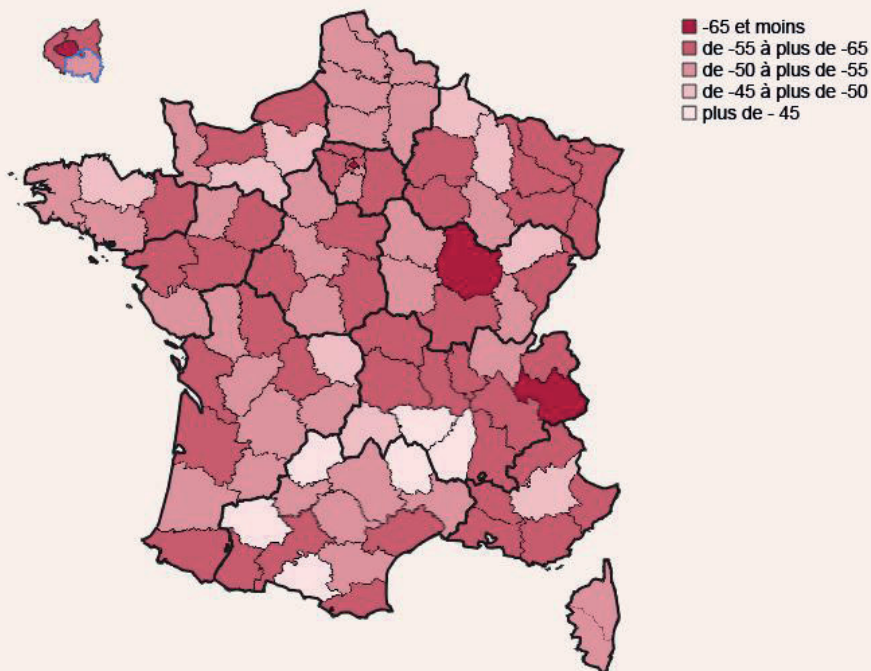 -65 et moins
de -55 à plus de -65
de -50 à plus de -55
de -45 à plus de -50
plus de - 45